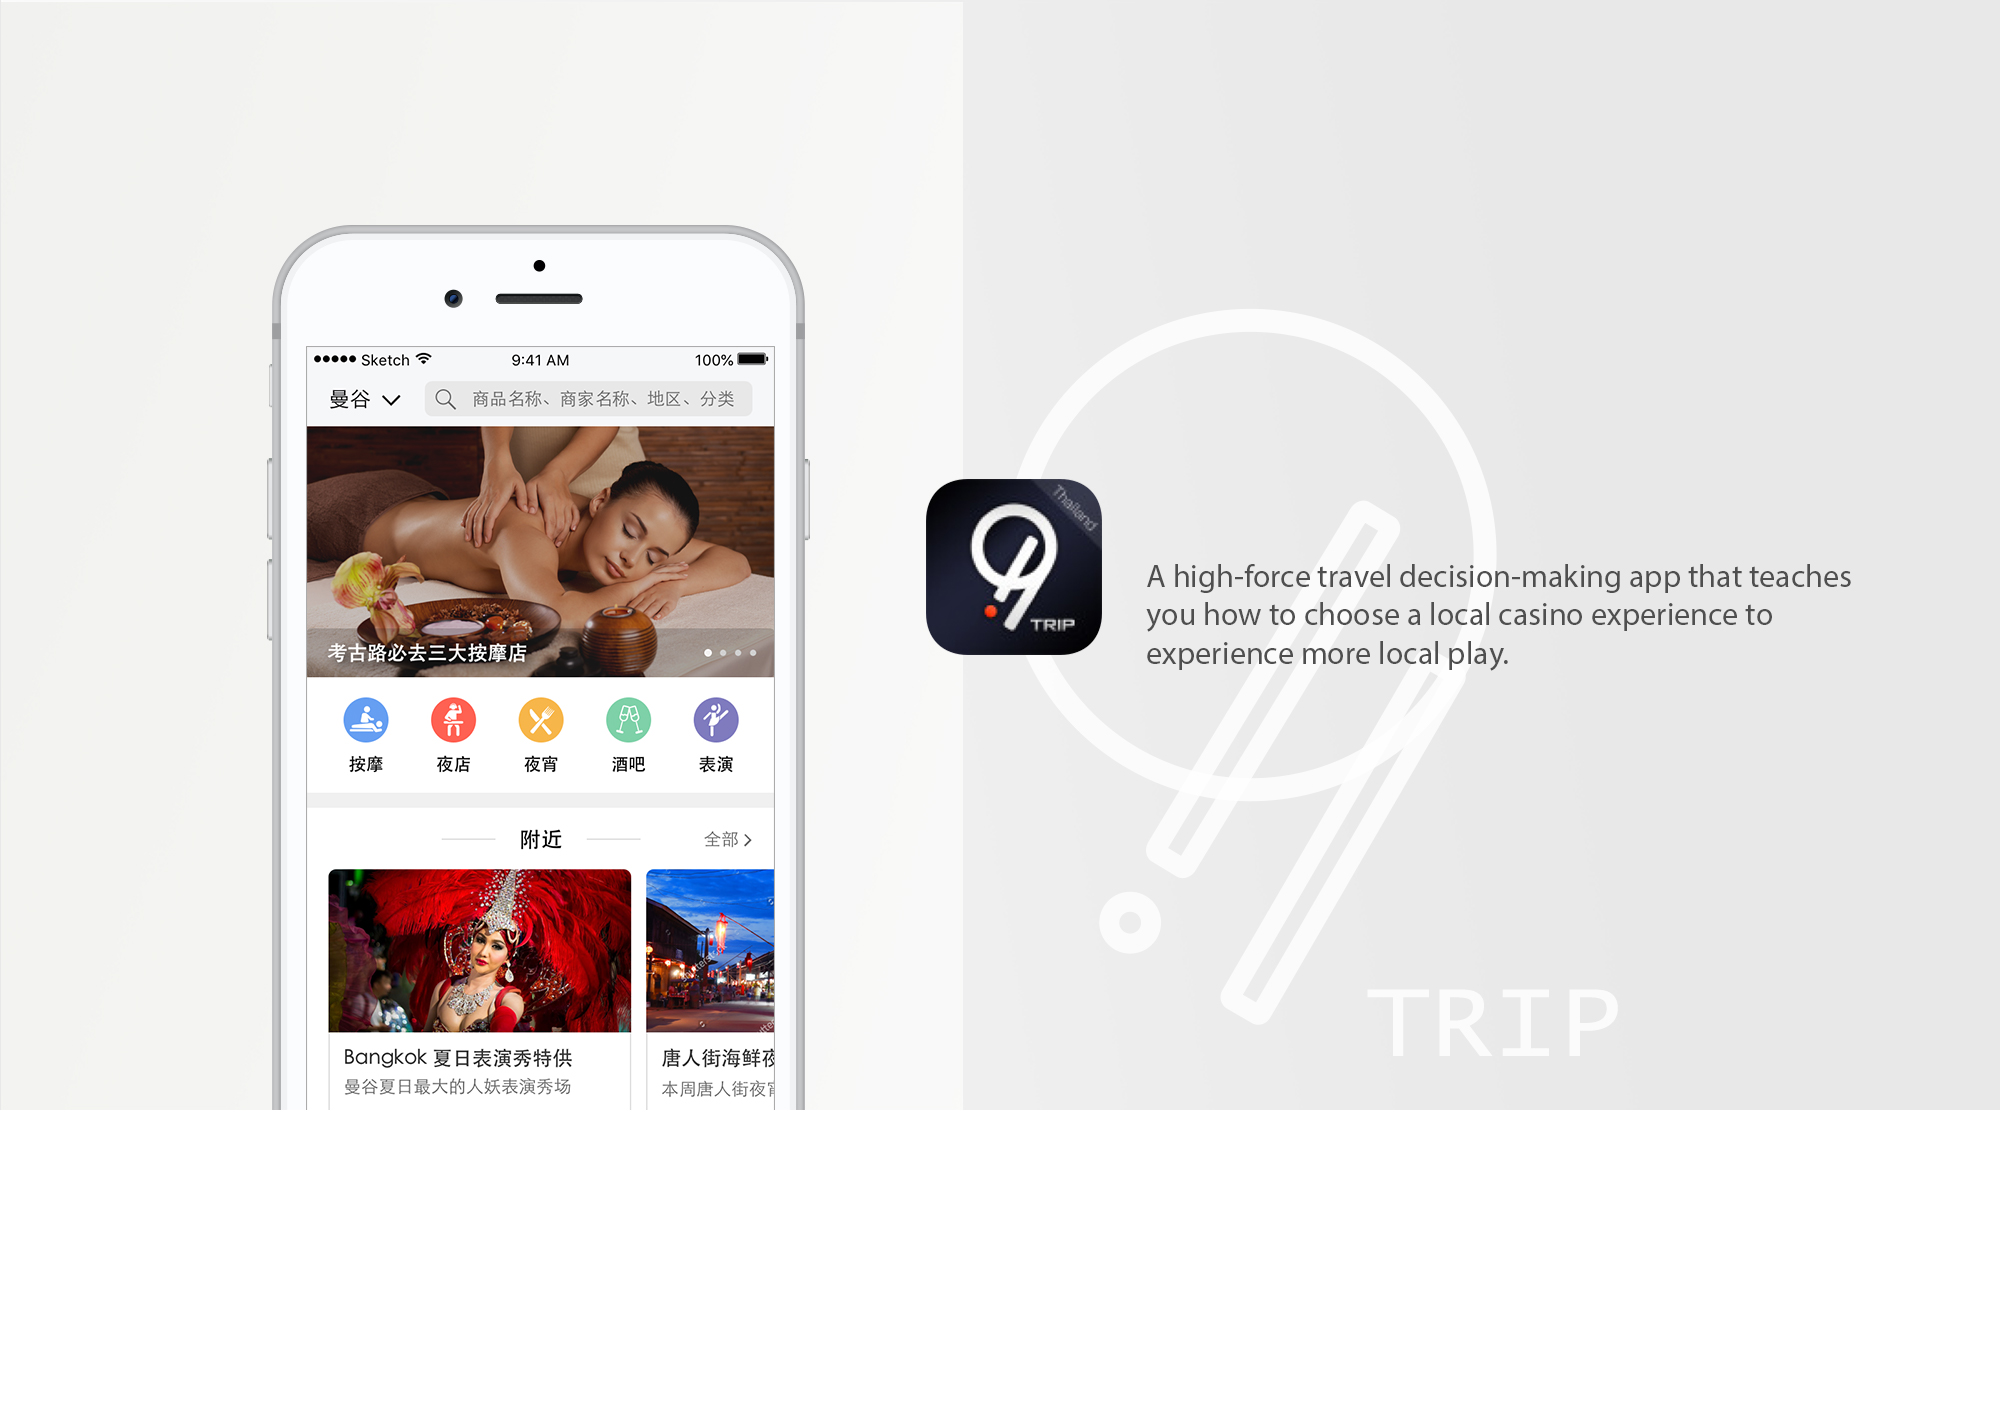 Sketch 9:41 AM 100%
曼谷 商品名称、商家名称、地区、分类
考古路必去三大按摩店
按摩 夜店 夜宵 酒吧 表演
附近 全部
Bangkok 夏日表演秀特供
曼谷夏日最大的人妖表演秀场
唐人街海鲜夜
本周唐人街夜宵
Thailand
TRIP
A high-force travel decision-making app that teaches
you how to choose a local casino experience to
experience more local play.
TRIP